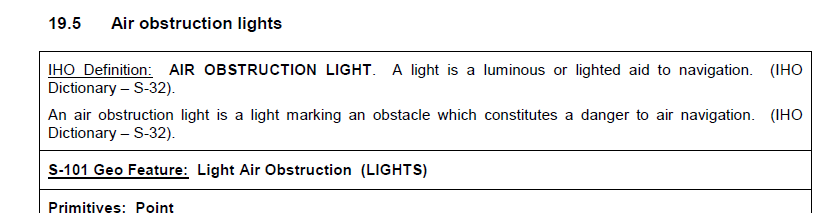 19.5 Air obstruction lights
IHO Definition: AIR OBSTRUCTION LIGHT. A light is a luminous or lighted aid to navigation. (IHO
Dictionary – S-32).
An air obstruction light is a light marking an obstacle which constitutes a danger to air navigation. (IHO
Dictionary – S-32).
S-101 Geo Feature: Light Air Obstruction (LIGHTS)
Primitives: Point